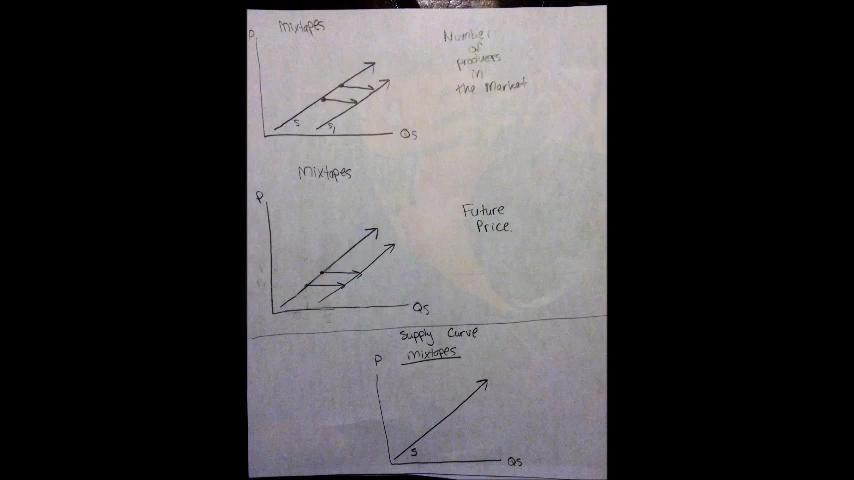 Mixtapes
P
Number
of
producers
in
the Market
S
S1
Qs
Mixtapes
P
Future
Price.
Qs
Supply Curve
Mixtapes
P
S
Qs